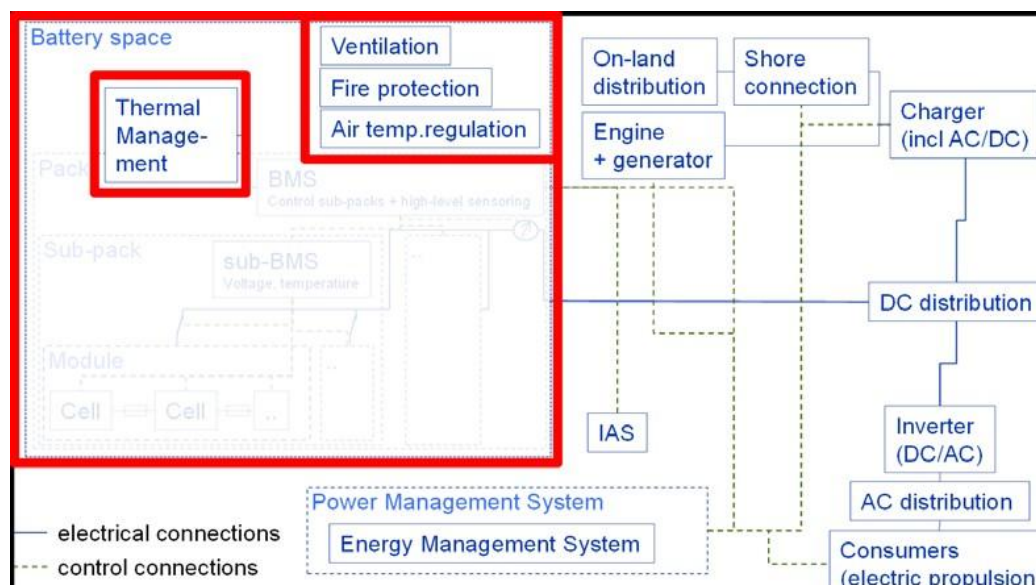 Battery space
Ventilation
Fire protection
Air temp.regulation
Thermal
Manage-
ment
Pack
BMS
Control sub-packs + high-level sensoring
Sub-pack
sub-BMS
Voltage, temperature
..
Module
..
Cell
Cell
..
On-land
distribution
Shore
connection
Engine
+ generator
Charger
(incl AC/DC)
DC distribution
IAS
Inverter
(DC/AC)
AC distribution
Consumers
(electric propulsion
Power Management System
Energy Management System
electrical connections
control connections